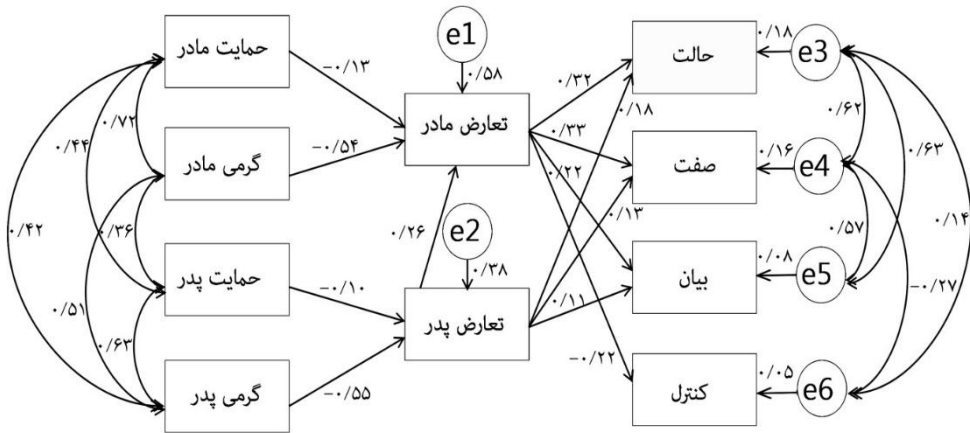 حمایت مادر
گرمی مادر
حمایت پدر
گرمی پدر
۰/۷۲
۰/۴۴
۰/۴۲
۰/۳۶
۰/۵۱
۰/۶۳
−۰/۱۳
−۰/۵۴
−۰/۱۰
−۰/۵۵
e1
۰/۵۸
تعارض مادر
۰/۲۶
e2
۰/۳۸
تعارض پدر
۰/۳۲
۰/۱۸
۰/۳۳
۰/۲۲
۰/۱۳
۰/۱۱
−۰/۲۲
حالت
صفت
بیان
کنترل
۰/۱۸
e3
۰/۱۶
e4
۰/۰۸
e5
۰/۰۵
e6
۰/۶۲
۰/۶۳
۰/۱۴
۰/۵۷
−۰/۲۷